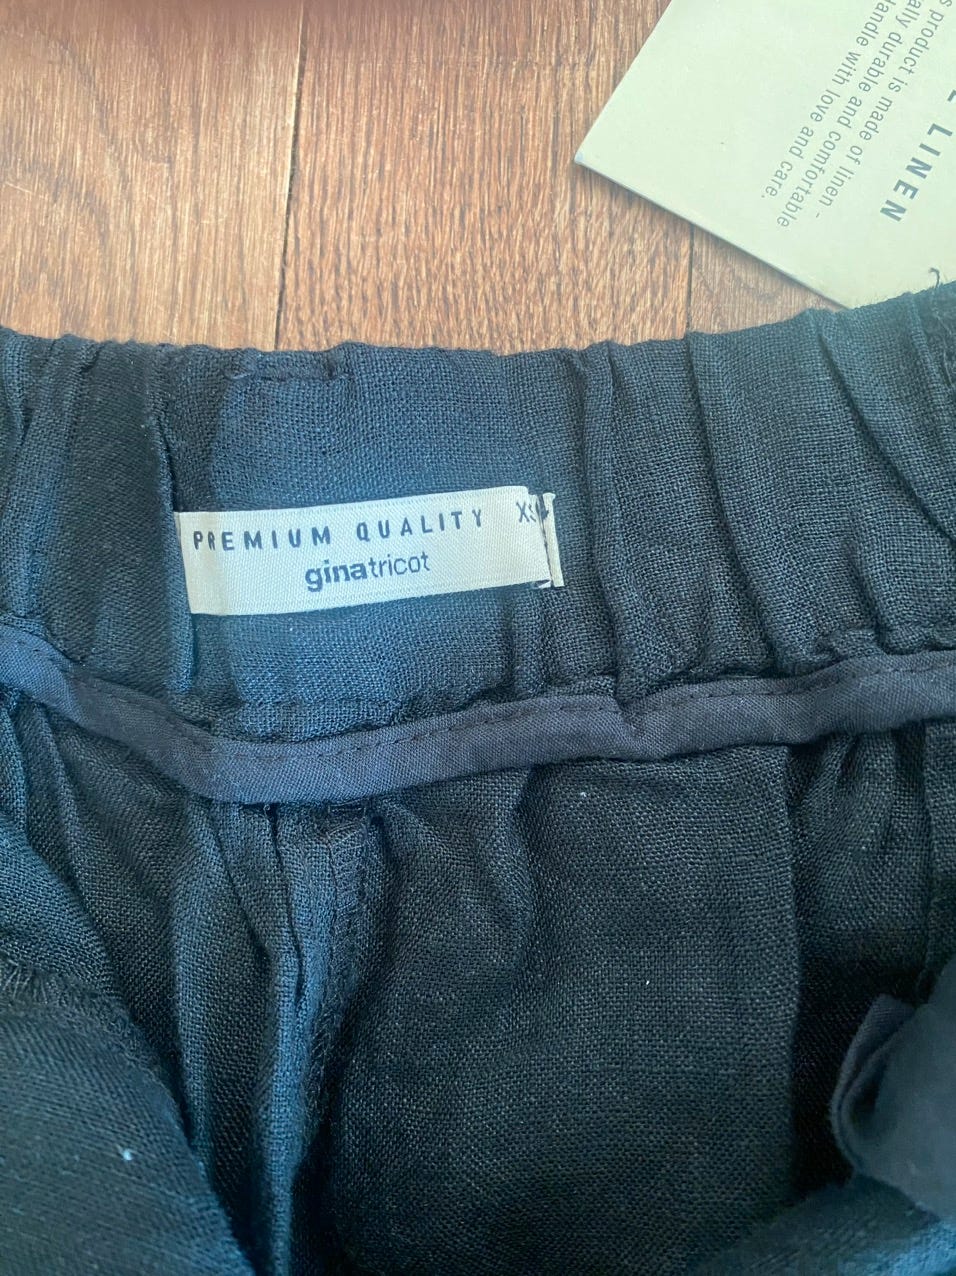 LINEN
s product is made of linen -
durable and comfortable
Handle with love and care.
PREMIUM QUALITY
ginatricot